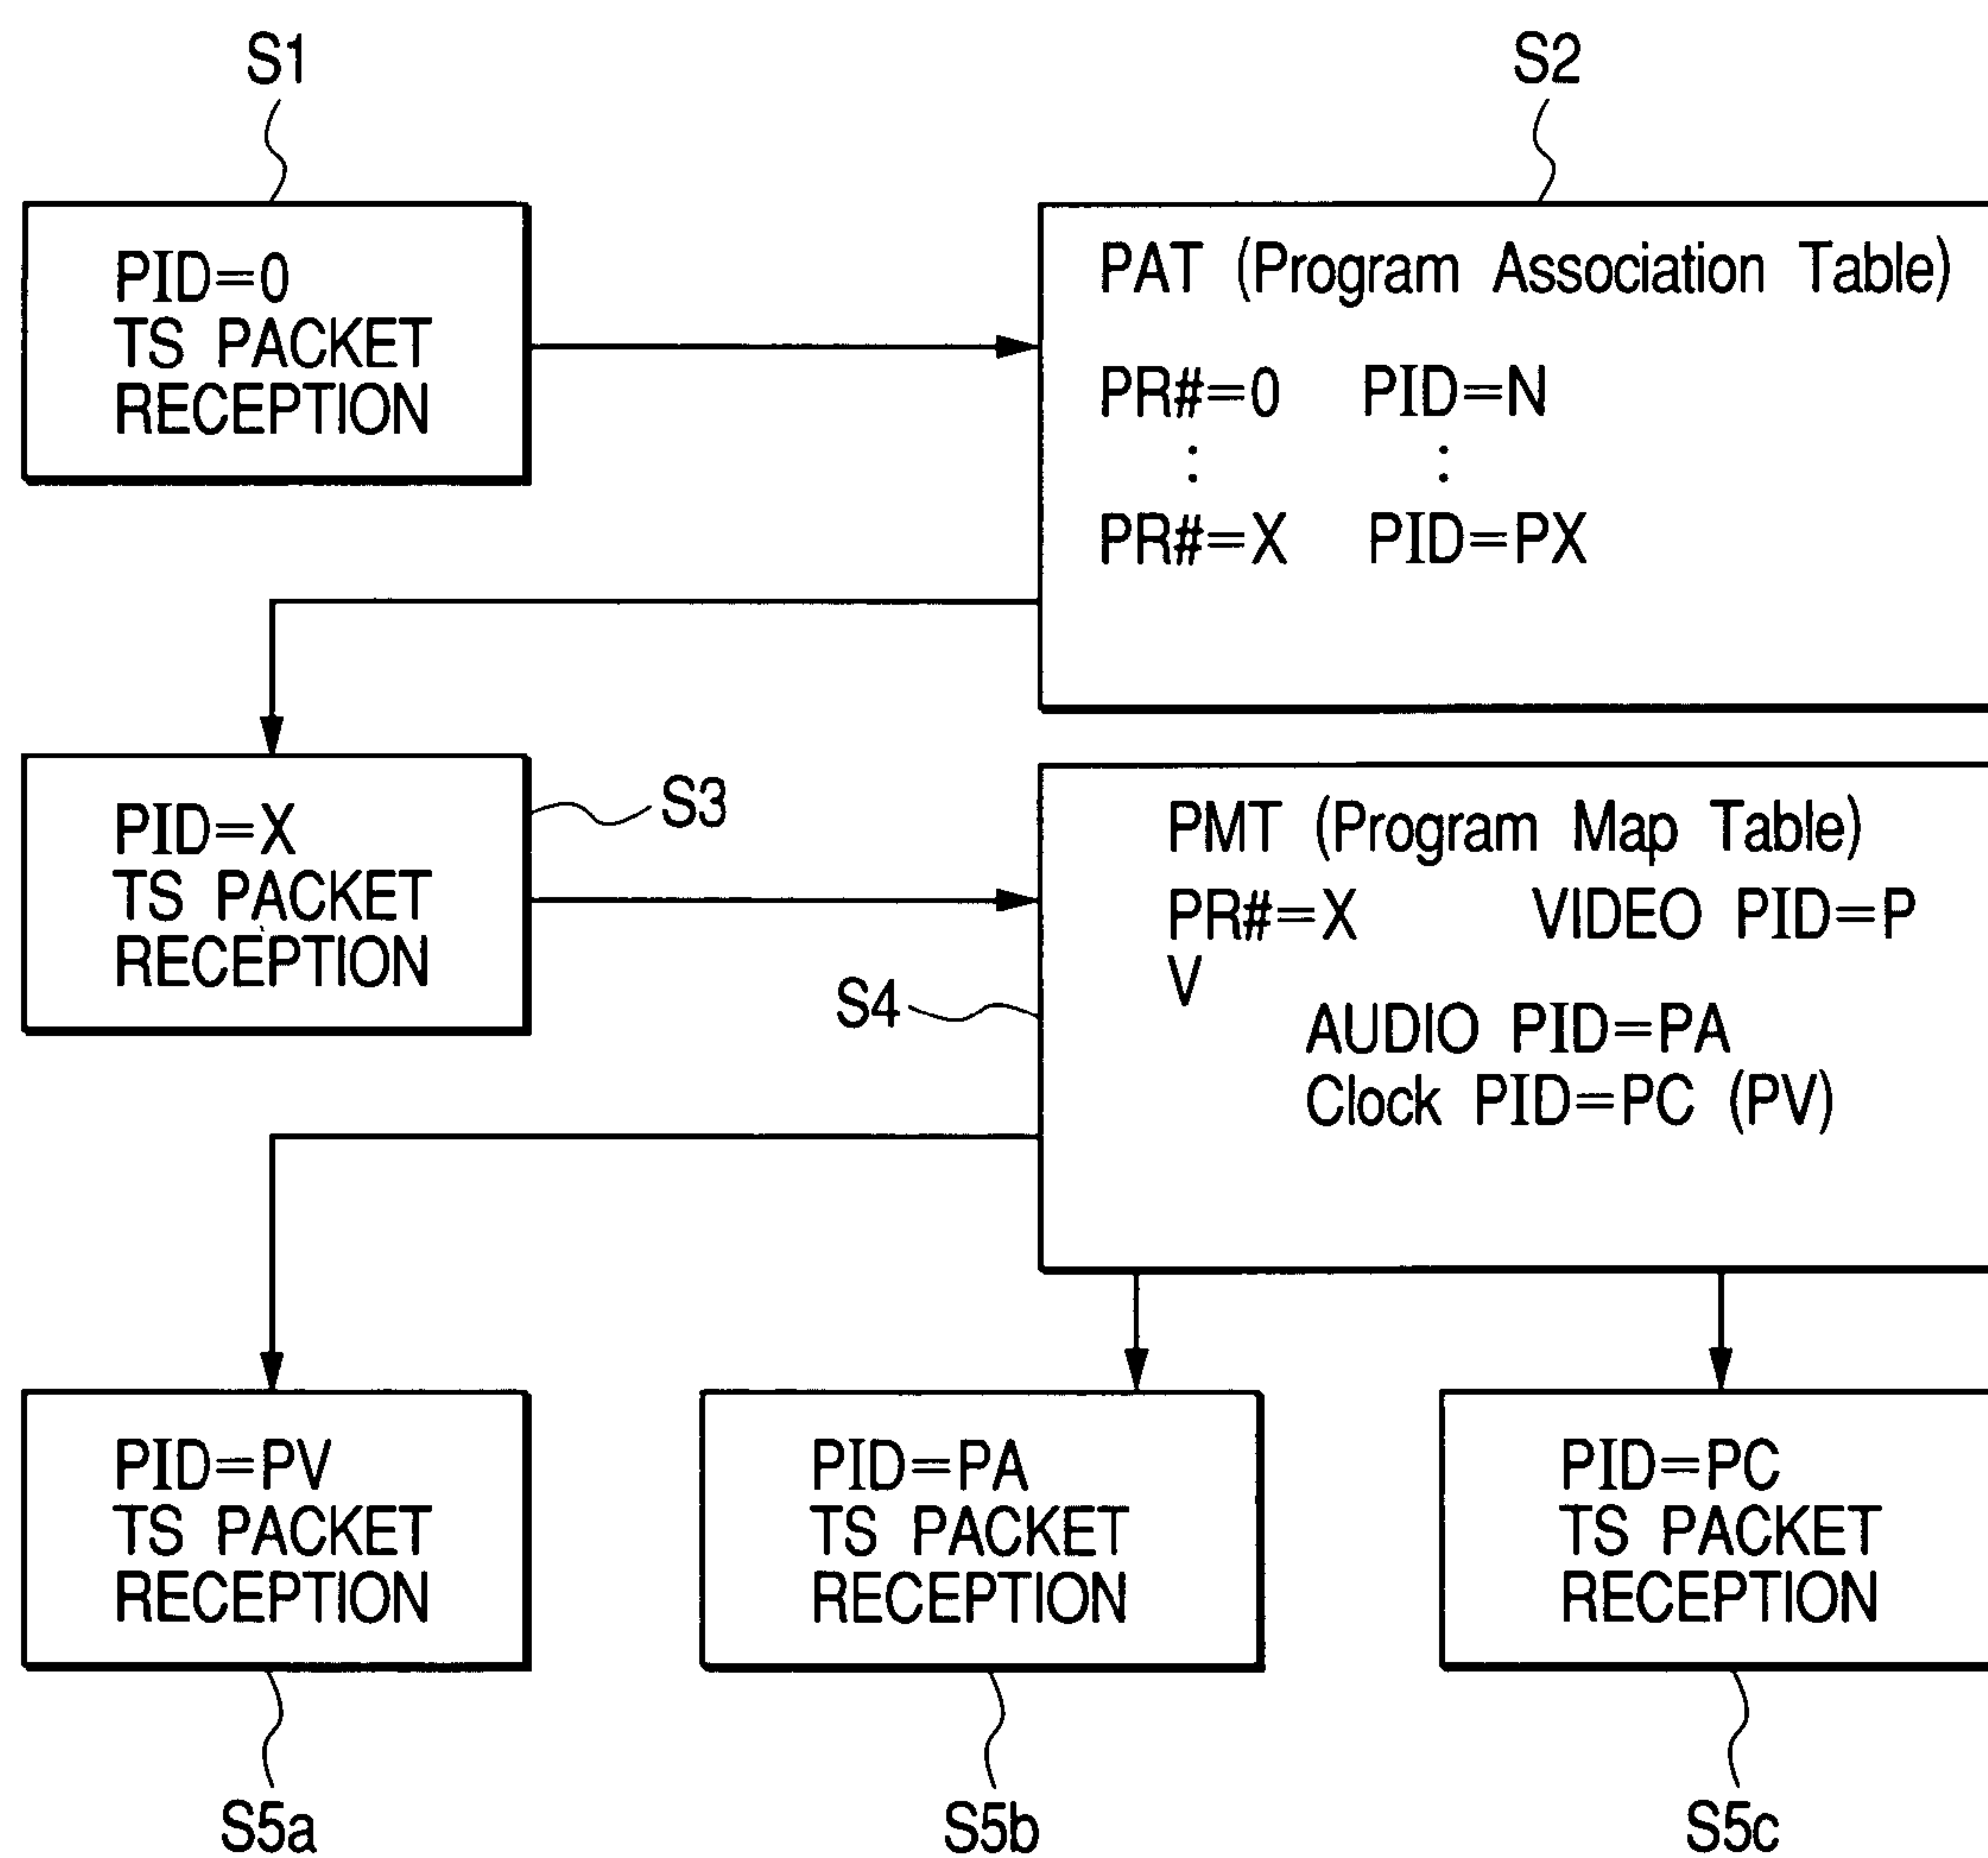 S1
S2
PID=0
TS PACKET
RECEPTION
PAT (Program Association Table)
PR#=0 PID=N
: :
PR#=X PID=PX
PID=X
TS PACKET
RECEPTION
S3
PMT (Program Map Table)
PR#=X VIDEO PID=P
V
AUDIO PID=PA
Clock PID=PC (PV)
S4
PID=PV
TS PACKET
RECEPTION
PID=PA
TS PACKET
RECEPTION
PID=PC
TS PACKET
RECEPTION
S5a
S5b
S5c